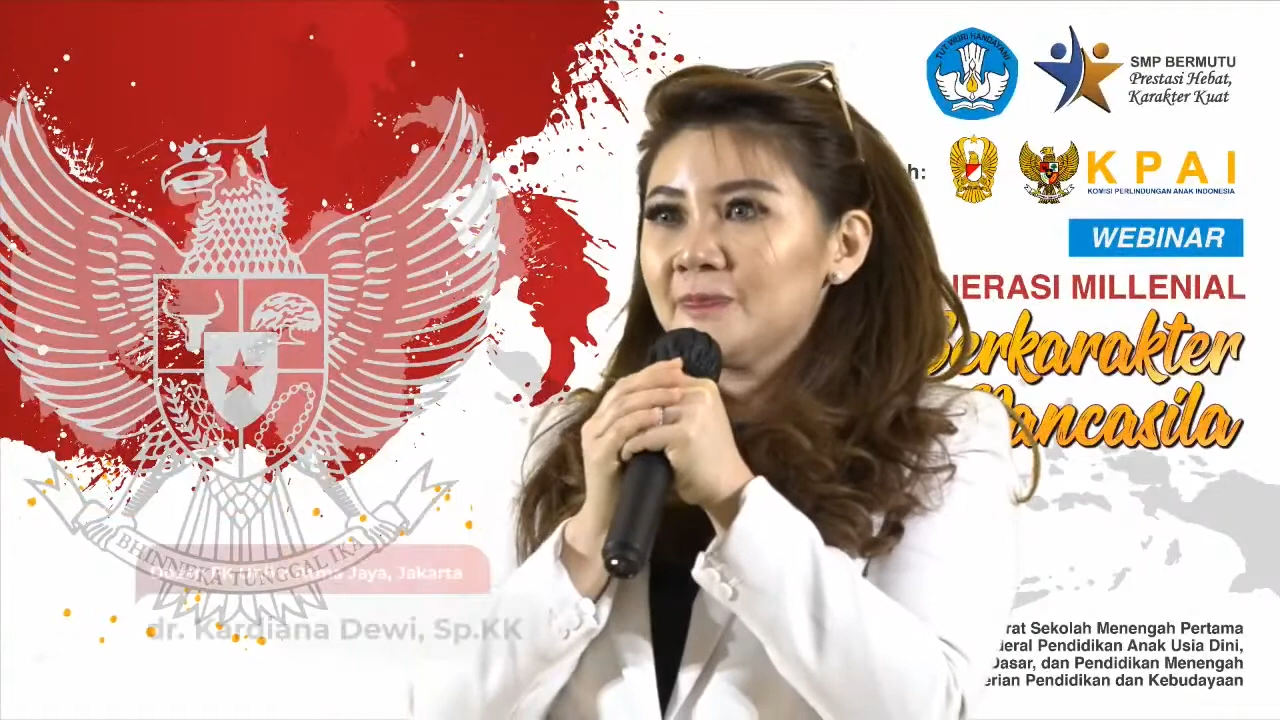 TUT WURI HANDAYANI
SMP BERMUTU
Prestasi Hebat,
Karakter Kuat
h:
KPAI
KOMISI PERLINDUNGAN ANAK INDONESIA
WEBINAR
NERASI MILLENIAL
Berkarakter
Pancasila
BHINNEKA TUNGGAL IKA
Jaya, Jakarta
dr. Kardiana Dewi, Sp.KK
rat Sekolah Menengah Pertama
deral Pendidikan Anak Usia Dini,
Dasar, dan Pendidikan Menengah
erian Pendidikan dan Kebudayaan